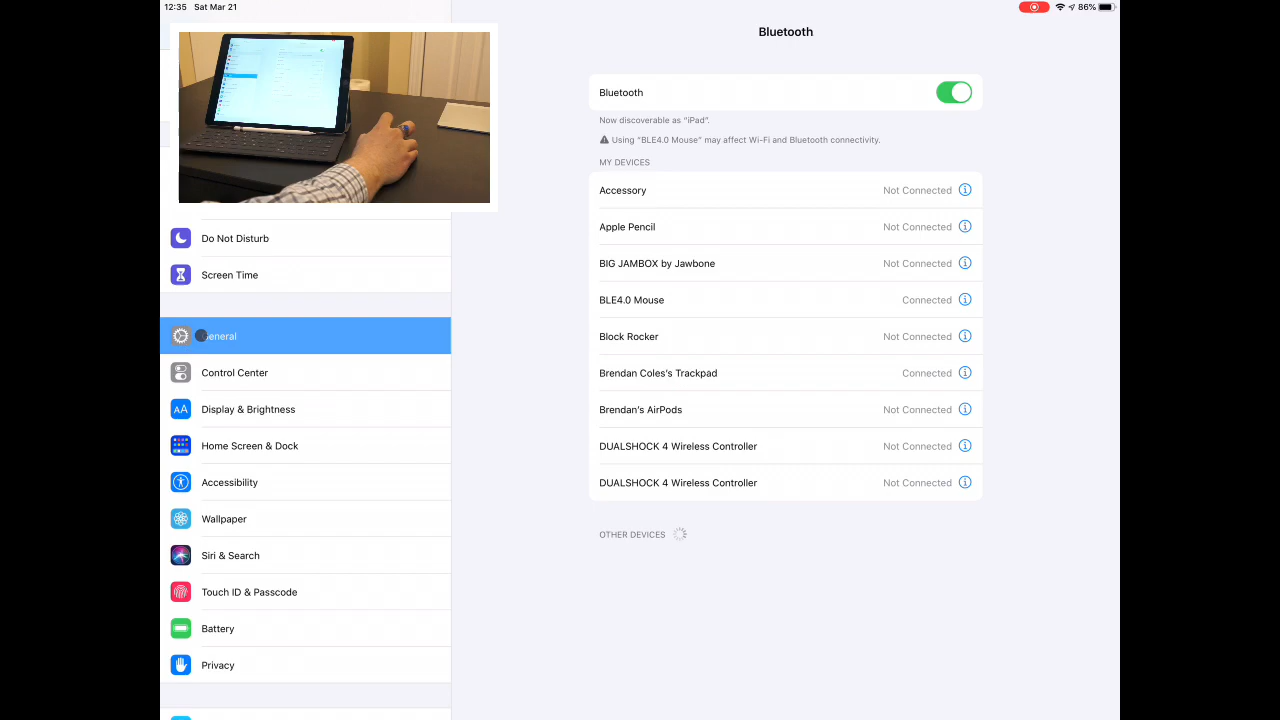 12:35 Sat Mar 21
86%
Bluetooth
Bluetooth
Now discoverable as “iPad”.
Using “BLE4.0 Mouse” may affect Wi-Fi and Bluetooth connectivity.
MY DEVICES
Accessory Not Connected
Apple Pencil Not Connected
BIG JAMBOX by Jawbone Not Connected
BLE4.0 Mouse Connected
Block Rocker Not Connected
Brendan Coles’s Trackpad Connected
Brendan’s AirPods Not Connected
DUALSHOCK 4 Wireless Controller Not Connected
DUALSHOCK 4 Wireless Controller Not Connected
OTHER DEVICES
Do Not Disturb
Screen Time
General
Control Center
AA Display & Brightness
Home Screen & Dock
Accessibility
Wallpaper
Siri & Search
Touch ID & Passcode
Battery
Privacy